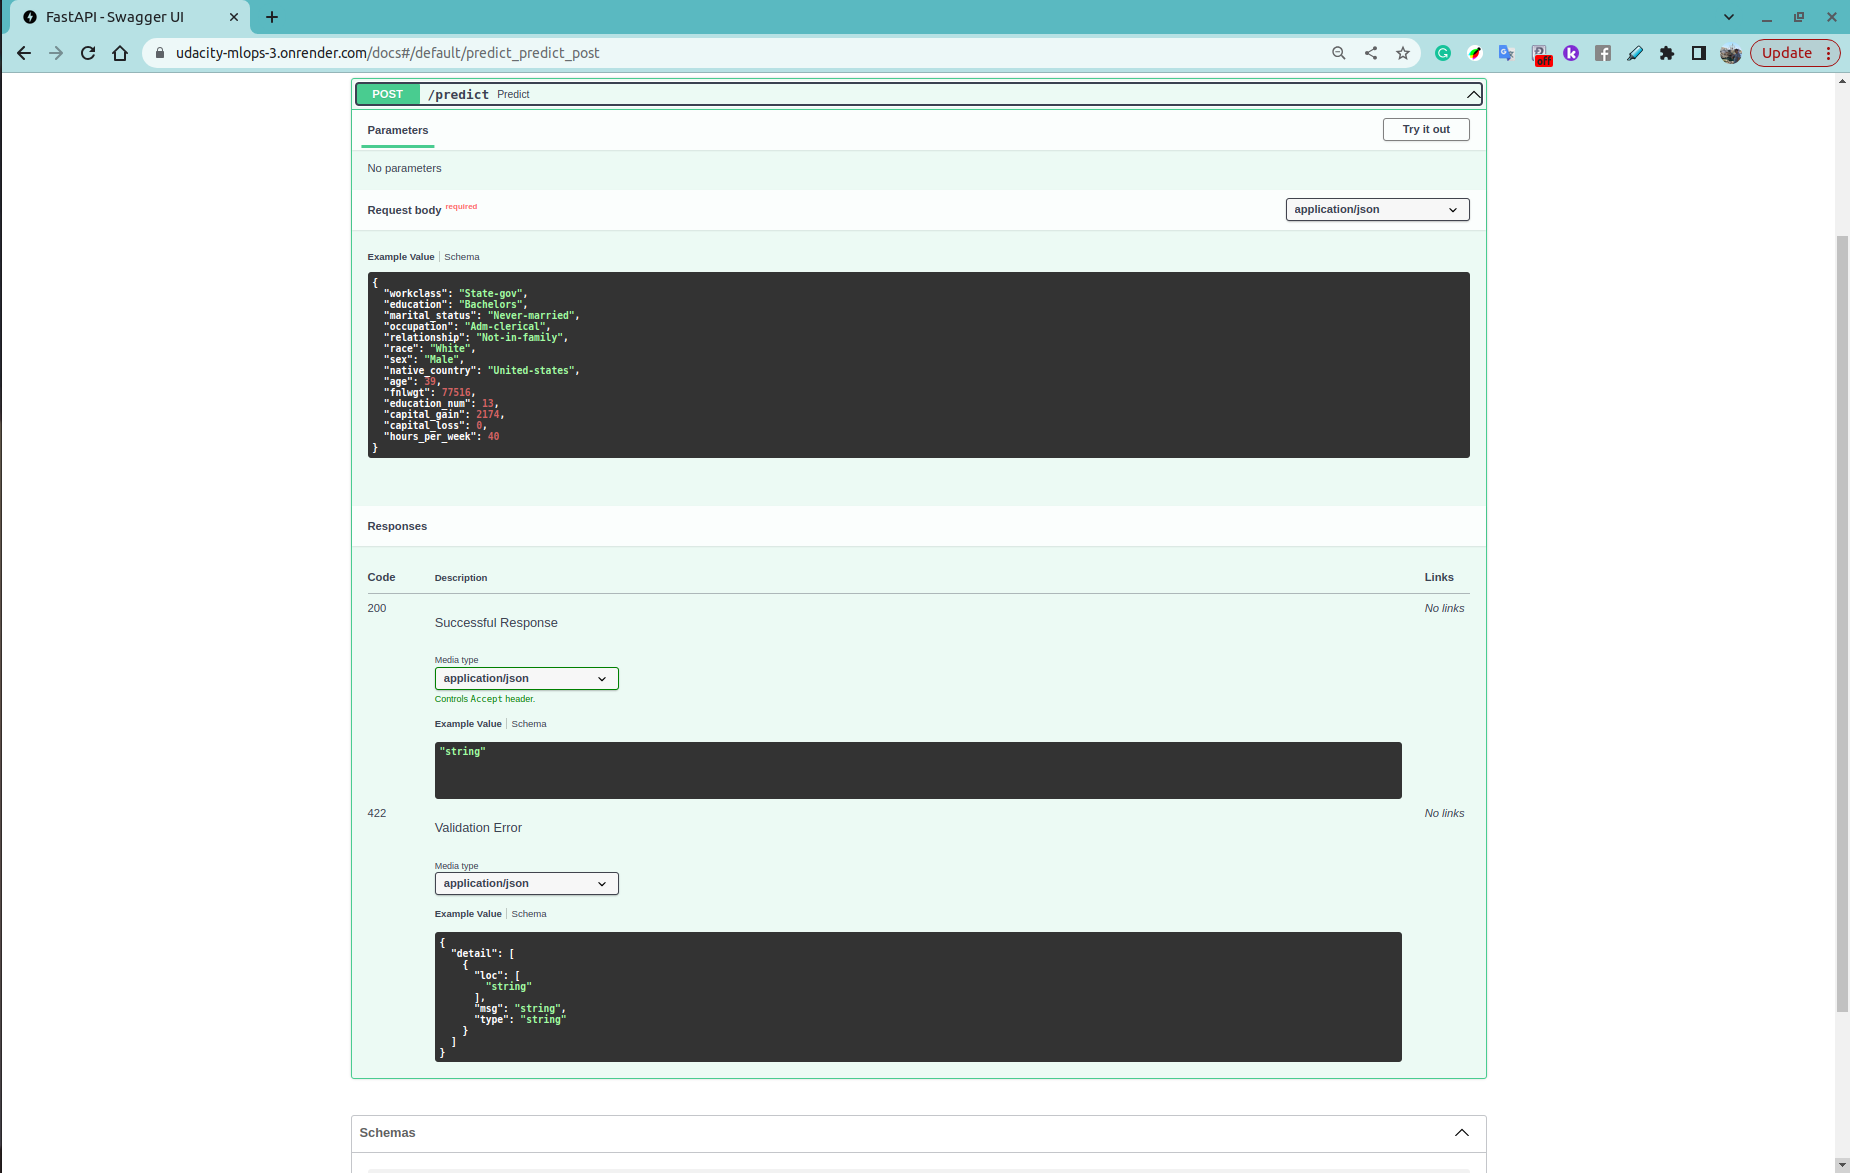 FastAPI - Swagger UI
udacity-mlops-3.onrender.com/docs#/default/predict_predict_post
off
Update
POST /predict Predict
Parameters
Try it out
No parameters
Request body required
application/json
Example Value Schema
{
"workclass": "State-gov",
"education": "Bachelors",
"marital_status": "Never-married",
"occupation": "Adm-clerical",
"relationship": "Not-in-family",
"race": "White",
"sex": "Male",
"native_country": "United-states",
"age": 39,
"fnlwgt": 77516,
"education_num": 13,
"capital_gain": 2174,
"capital_loss": 0,
"hours_per_week": 40
}
Responses
Code Description Links
200 No links
Successful Response
Media type
application/json
Controls Accept header.
Example Value Schema
"string"
422 No links
Validation Error
Media type
application/json
Example Value Schema
{
"detail": [
{
"loc": [
"string"
],
"msg": "string",
"type": "string"
}
]
}
Schemas